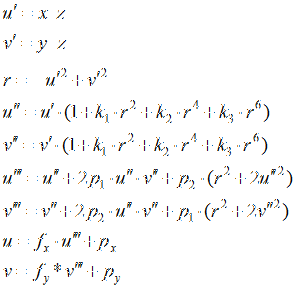 u' = x z
v' = y z
r = u'² + v'²
u'' = u' · (1 + k₁ · r² + k₂ · r⁴ + k₃ · r⁶)
v'' = v' · (1 + k₁ · r² + k₂ · r⁴ + k₃ · r⁶)
u''' = u'' + 2p₁ · u'' · v'' + p₂ · (r² + 2u''²)
v''' = v'' + 2p₂ · u'' · v'' + p₁ · (r² + 2v''²)
u = fₓ · u''' + pₓ
v = f_y * v''' + p_y